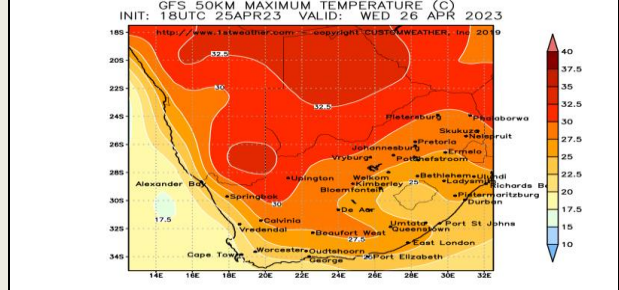 GFS 50KM MAXIMUM TEMPERATURE (C)
INIT: 18UTC 25APR23 VALID: WED 26 APR 2023
http://www.1stweather.com -- copyright CUSTOMWEATHER, Inc 2019
18S
20S
22S
24S
26S
28S
30S
32S
34S
14E 16E 18E 20E 22E 24E 26E 28E 30E 32E
32.5
30
32.5
30
25
27.5
25
17.5
Pietersburg
Phalaborwa
Skukuza
Nelspruit
Johannesburg
Pretoria
Ermelo
Vryburg
Potchefstroom
Upington
Welkom
Bethlehem
Ulundi
Ladysmith
Kimberley
Bloemfontein
Richards B
Alexander Bay
Springbok
Pietermaritzburg
Durban
De Aar
Calvinia
Vredendal
Umtata
Port St Johns
Queenstown
Beaufort West
East London
Cape Town
Worcester
Oudtshoorn
George
Port Elizabeth
40
37.5
35
32.5
30
27.5
25
22.5
20
17.5
15
10